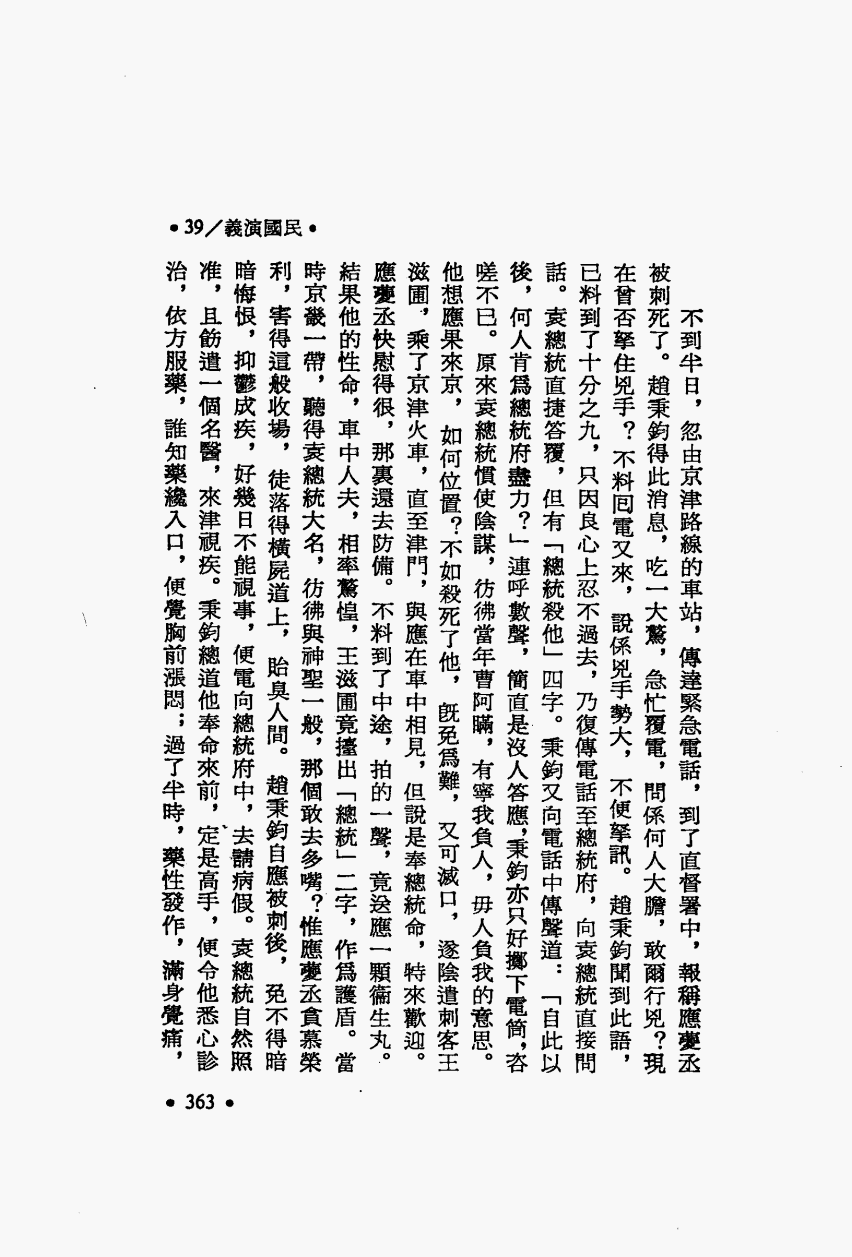 •39/義演國民•
不到半日，忽由京津路線的車站，傳達緊急電話，到了直督署中，報稱應夔丞
被刺死了。趙秉鈞得此消息，吃一大驚，急忙覆電，問係何人大膽，敢爾行兇？現
在曾否拏住兇手？不料回電又來，說係兇手勢大，不便拏訊。趙秉鈞聞到此語，
已料到了十分之九，只因良心上忍不過去，乃復傳電話至總統府，向袁總統直接問
話。袁總統直捷答覆，但有「總統殺他」四字。秉鈞又向電話中傳聲道：「自此以
後，何人肯爲總統府盡力？」連呼數聲，簡直是沒人答應，秉鈞亦只好擲下電筒，咨
嗟不已。原來袁總統慣使陰謀，彷彿當年曹阿瞞，有寧我負人，毋人負我的意思。
他想應果來京，如何位置？不如殺死了他，旣免爲難，又可滅口，遂陰遣刺客王
滋圃，乘了京津火車，直至津門，與應在車中相見，但說是奉總統命，特來歡迎。
應夔丞快慰得很，那裏還去防備。不料到了中途，拍的一聲，竟送應一顆衞生丸。
結果他的性命，車中人夫，相率驚惶，王滋圃竟擡出「總統」二字，作爲護盾。當
時京畿一帶，聽得袁總統大名，彷彿與神聖一般，那個敢去多嘴？惟應夔丞貪慕榮
利，害得這般收場，徒落得橫屍道上，貽臭人間。趙秉鈞自應被刺後，免不得暗
暗悔恨，抑鬱成疾，好幾日不能視事，便電向總統府中，去請病假。袁總統自然照
准，且飭遣一個名醫，來津視疾。秉鈞總道他奉命來前，定是高手，便令他悉心診
治，依方服藥，誰知藥纔入口，便覺胸前漲悶；過了半時，藥性發作，滿身覺痛，
•363•